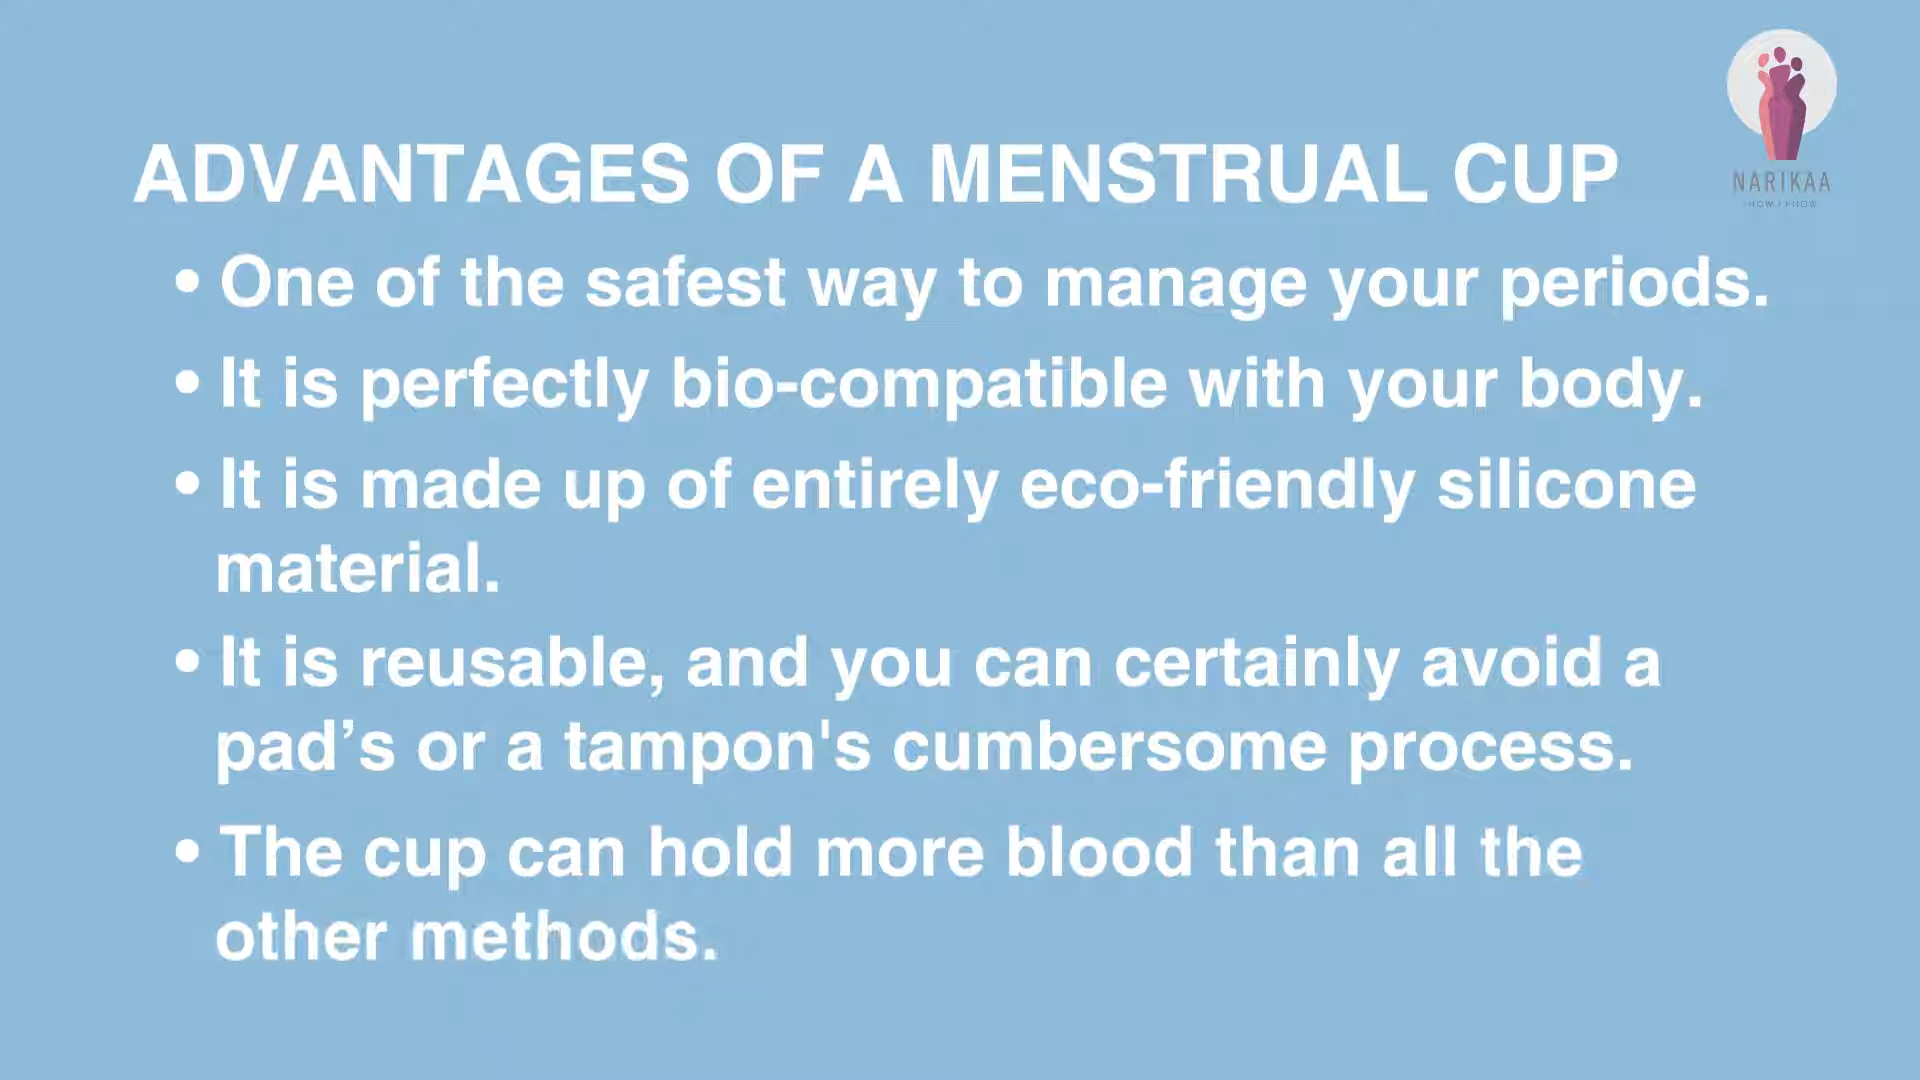 ADVANTAGES OF A MENSTRUAL CUP
NARIKAA
• One of the safest way to manage your periods.
• It is perfectly bio-compatible with your body.
• It is made up of entirely eco-friendly silicone
material.
• It is reusable, and you can certainly avoid a
pad’s or a tampon's cumbersome process.
• The cup can hold more blood than all the
other methods.